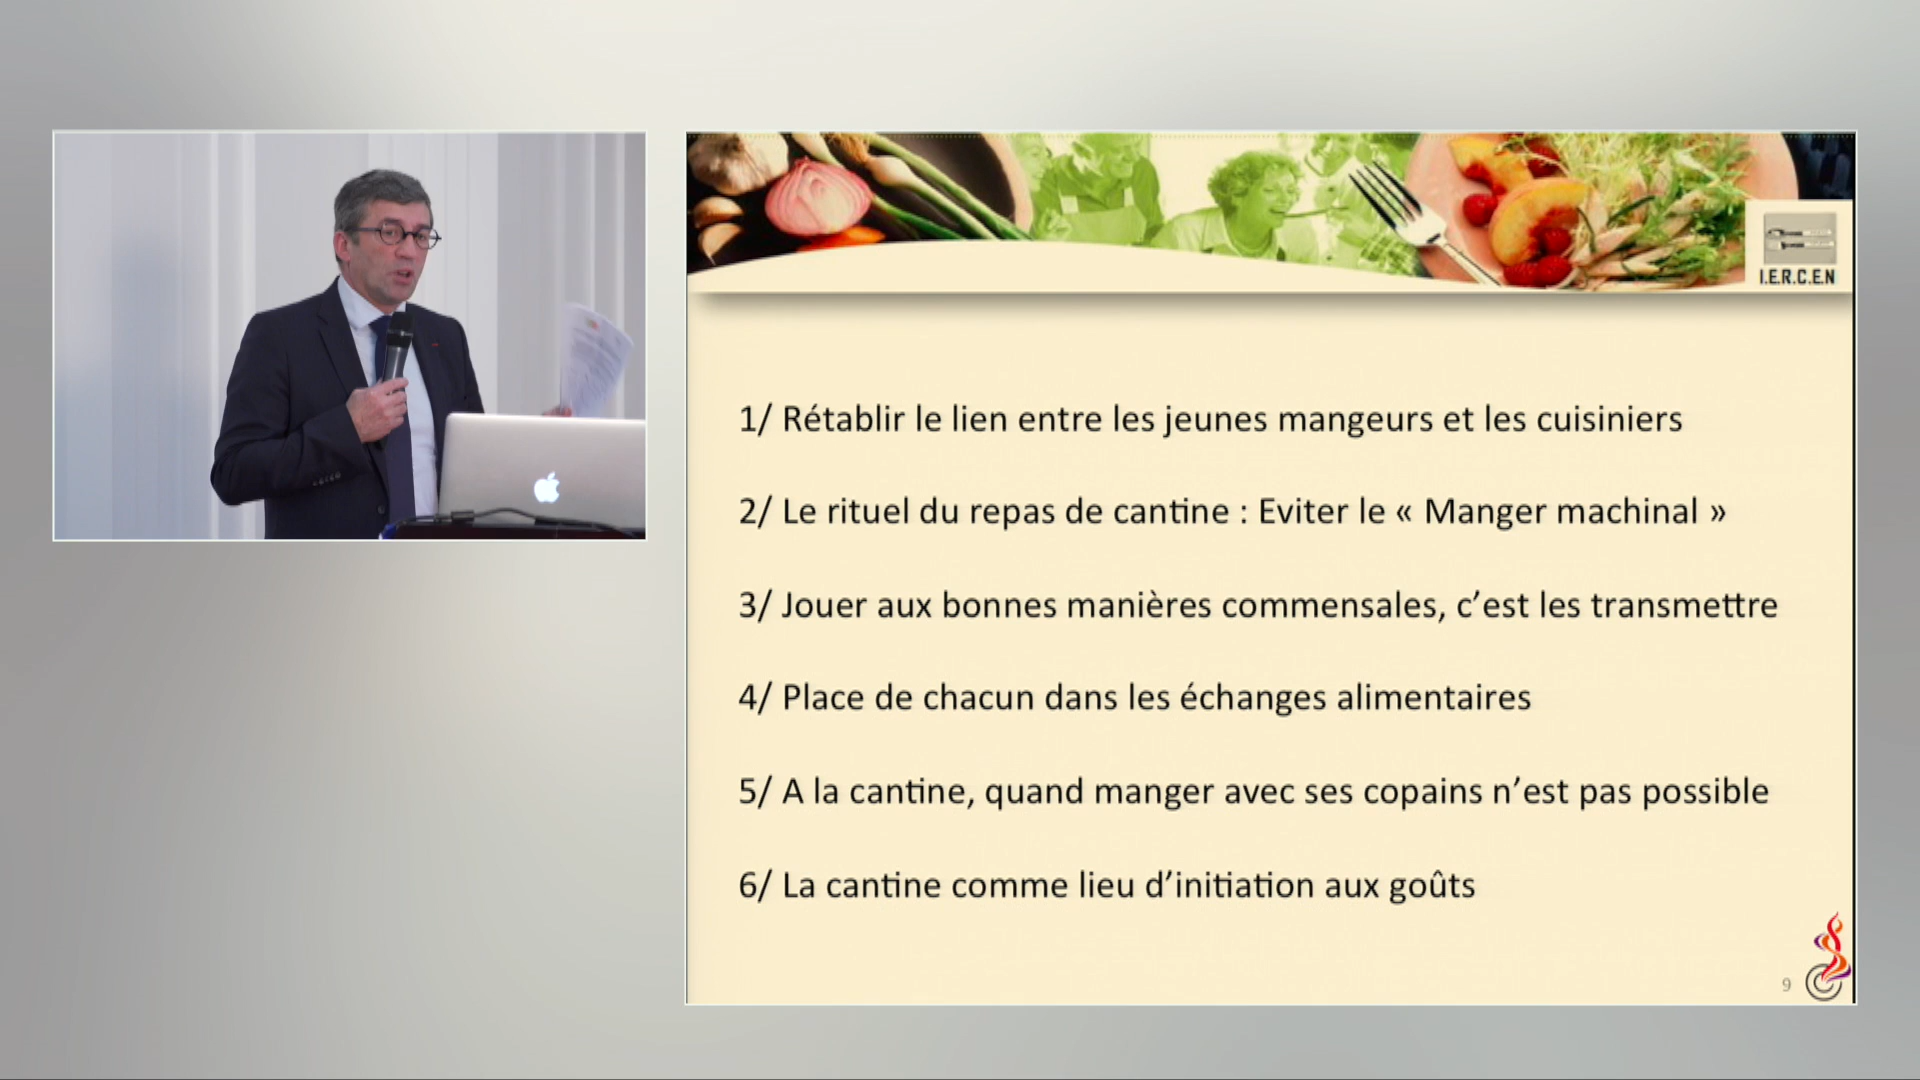 I.E.R.C.E.N
1/ Rétablir le lien entre les jeunes mangeurs et les cuisiniers
2/ Le rituel du repas de cantine : Eviter le « Manger machinal »
3/ Jouer aux bonnes manières commensales, c’est les transmettre
4/ Place de chacun dans les échanges alimentaires
5/ A la cantine, quand manger avec ses copains n’est pas possible
6/ La cantine comme lieu d’initiation aux goûts
9